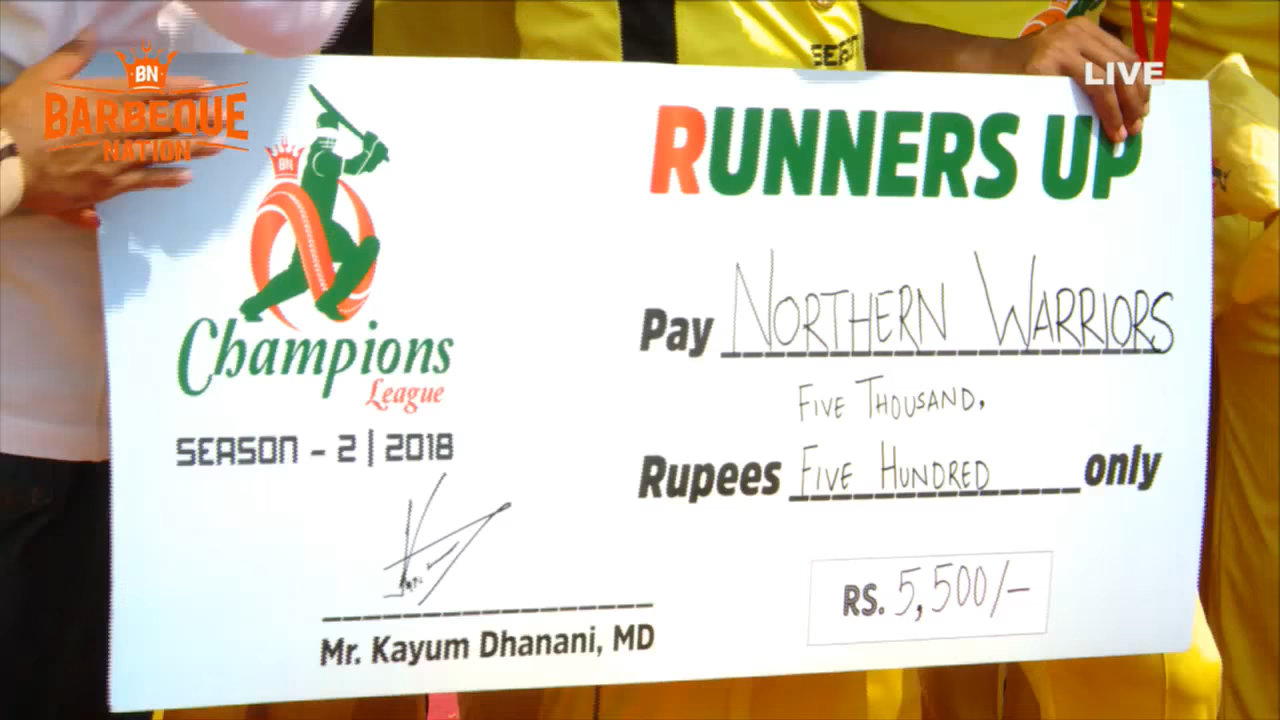 BN
BARBEQUE
NATION
LIVE
BN
Champions
League
SEASON - 2 | 2018
Mr. Kayum Dhanani, MD
RUNNERS UP
Pay NORTHERN WARRIORS
FIVE THOUSAND,
Rupees FIVE HUNDRED only
RS. 5,500/-